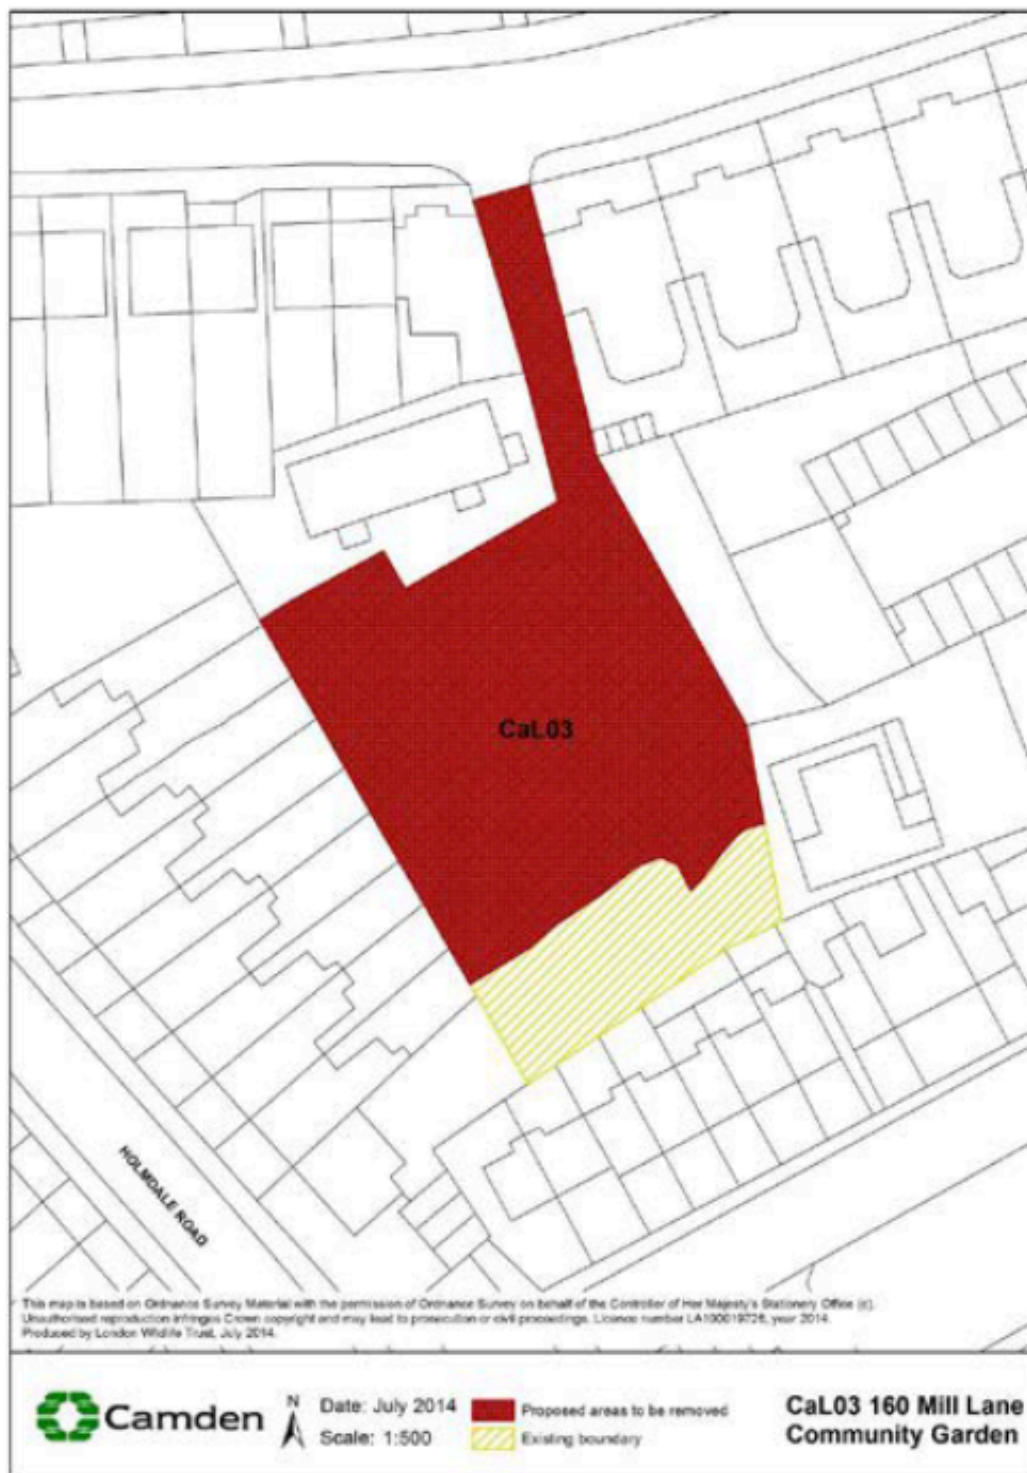 CaL03
HOLMDALE ROAD
This map is based on Ordnance Survey Material with the permission of Ordnance Survey on behalf of the Controller of Her Majesty's Stationery Office (c).
Unauthorised reproduction infringes Crown copyright and may lead to prosecution or civil proceedings. Licence number LA100019726, year 2014.
Produced by London Wildlife Trust, July 2014.
Camden
N
Date: July 2014
Scale: 1:500
Proposed areas to be removed
Existing boundary
CaL03 160 Mill Lane
Community Garden